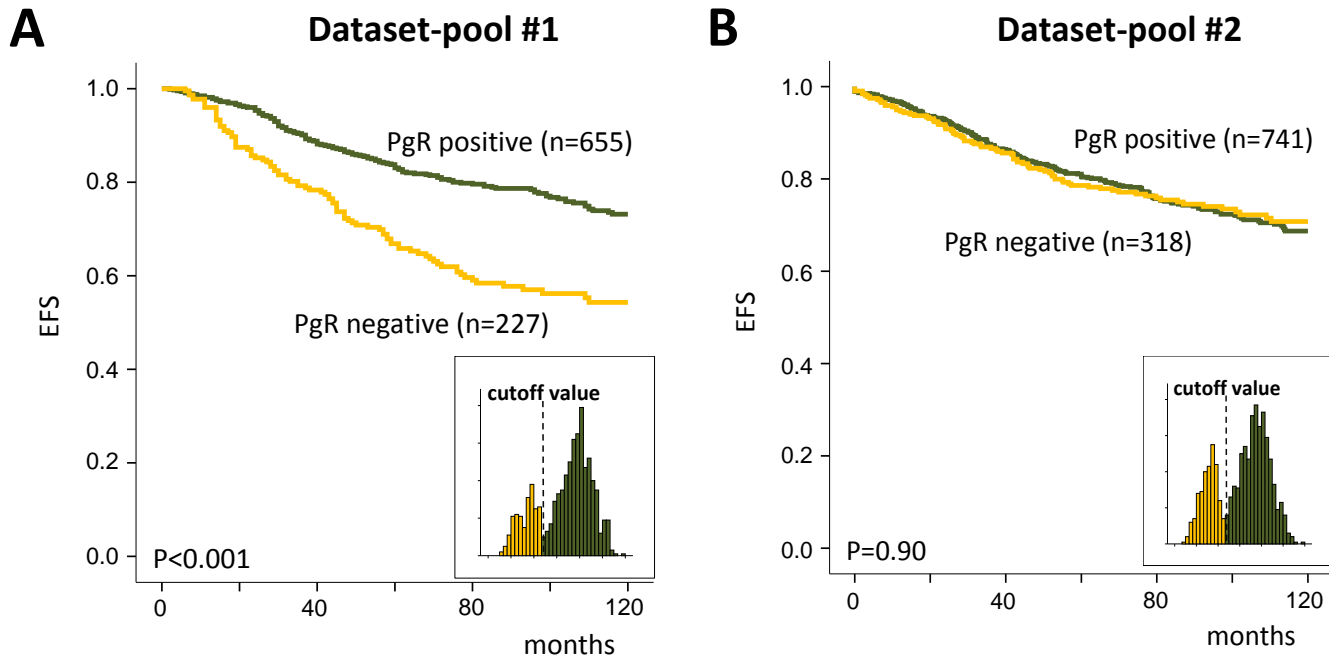 A
Dataset-pool #1
1.0
0.8
0.6
0.4
0.2
0.0
EFS
PgR positive (n=655)
PgR negative (n=227)
cutoff value
P<0.001
0
40
80
120
months
B
Dataset-pool #2
1.0
0.8
0.6
0.4
0.2
0.0
EFS
PgR positive (n=741)
PgR negative (n=318)
cutoff value
P=0.90
0
40
80
120
months